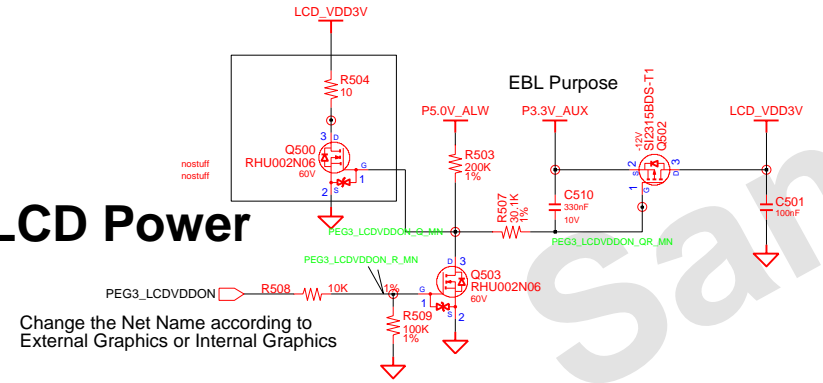 LCD_VDD3V
R504
10
EBL Purpose
P5.0V_ALW
P3.3V_AUX
-12V
SI2315BDS-T1
Q502
LCD_VDD3V
3 D
Q500
RHU002N06
60V
G
1
2 S
nostuff
nostuff
R503
200K
1%
2 S
3 D
1 G
C510
330nF
10V
C501
100nF
R507
30.1K
1%
LCD Power
PEG3_LCDVDDON_G_MN
PEG3_LCDVDDON_QR_MN
PEG3_LCDVDDON_R_MN
D 3
Q503
RHU002N06
60V
G
1
S 2
PEG3_LCDVDDON
R508
10K
1%
R509
100K
1%
Change the Net Name according to
External Graphics or Internal Graphics
Sam